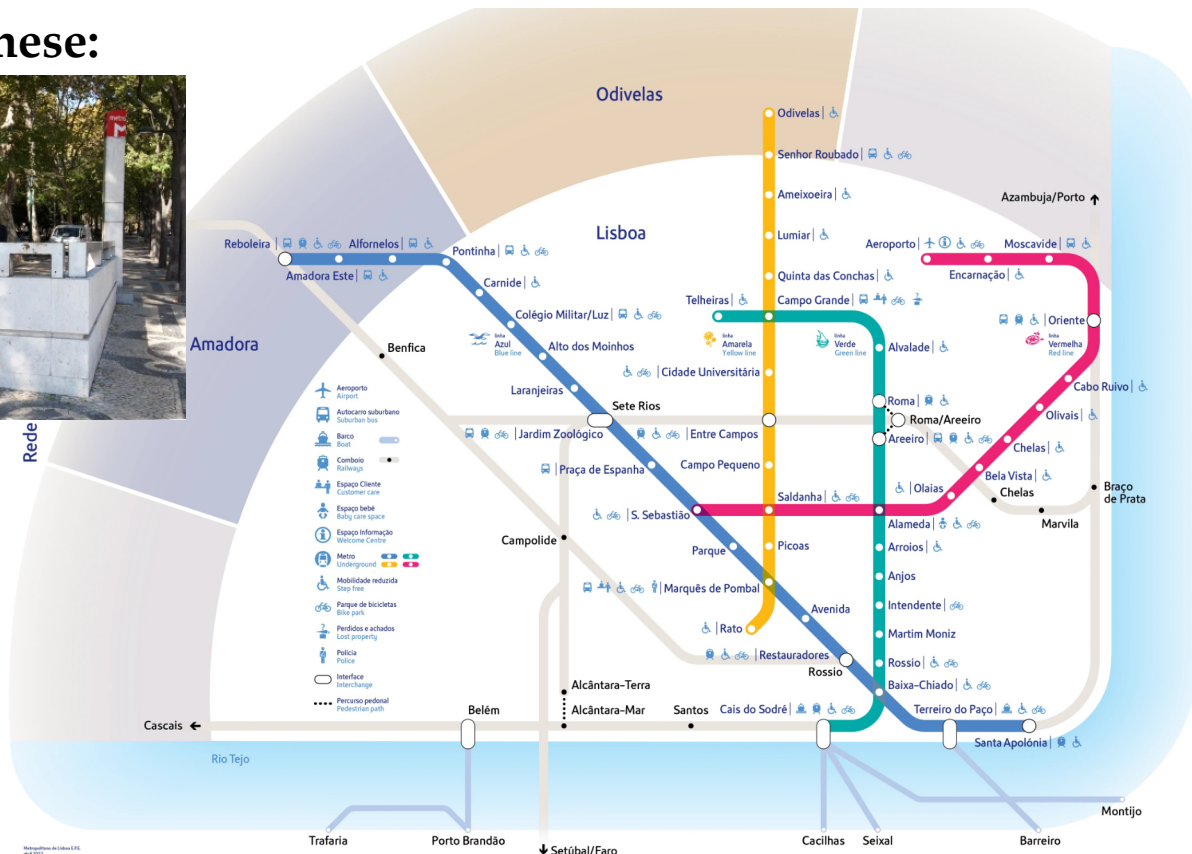 nese:
metro
M
Odivelas
Odivelas
Senhor Roubado
Ameixoeira
Azambuja/Porto
Lisboa
Lumiar
Reboleira
Alfornelos
Pontinha
Aeroporto
Moscavide
Amadora Este
Encarnação
Carnide
Quinta das Conchas
Telheiras
Campo Grande
Colégio Militar/Luz
Oriente
linha
Azul
Blue line
linha
Amarela
Yellow line
linha
Verde
Green line
linha
Vermelha
Red line
Amadora
Benfica
Alto dos Moinhos
Alvalade
Cidade Universitária
Laranjeiras
Cabo Ruivo
Roma
Sete Rios
Olivais
Roma/Areeiro
Jardim Zoológico
Entre Campos
Areeiro
Chelas
Rede
Praça de Espanha
Campo Pequeno
Bela Vista
Olaias
Chelas
Braço
de Prata
Saldanha
S. Sebastião
Alameda
Marvila
Campolide
Parque
Picoas
Arroios
Anjos
Marquês de Pombal
Avenida
Intendente
Rato
Martim Moniz
Restauradores
Rossio
Rossio
Baixa-Chiado
Aeroporto
Airport
Autocarro suburbano
Suburban bus
Barco
Boat
Comboio
Railways
Espaço Cliente
Customer care
Espaço bebé
Baby care space
Espaço Informação
Welcome Centre
Metro
Underground
Mobilidade reduzida
Step free
Parque de bicicletas
Bike park
Perdidos e achados
Lost property
Polícia
Police
Interface
Interchange
Percurso pedonal
Pedestrian path
Alcântara-Terra
Alcântara-Mar
Belém
Santos
Cais do Sodré
Terreiro do Paço
Cascais
Santa Apolónia
Rio Tejo
Montijo
Trafaria
Porto Brandão
Cacilhas
Seixal
Barreiro
Setúbal/Faro
Metropolitano de Lisboa E.P.E.